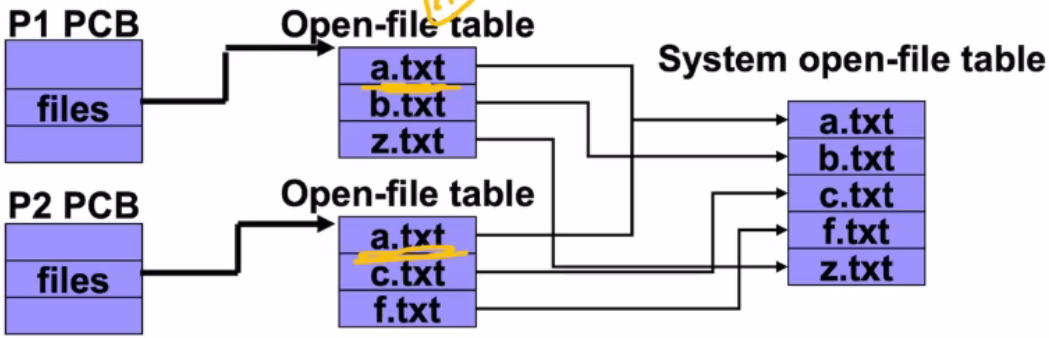 P1 PCB
files
Open-file table
a.txt
b.txt
z.txt
P2 PCB
files
Open-file table
a.txt
c.txt
f.txt
System open-file table
a.txt
b.txt
c.txt
f.txt
z.txt